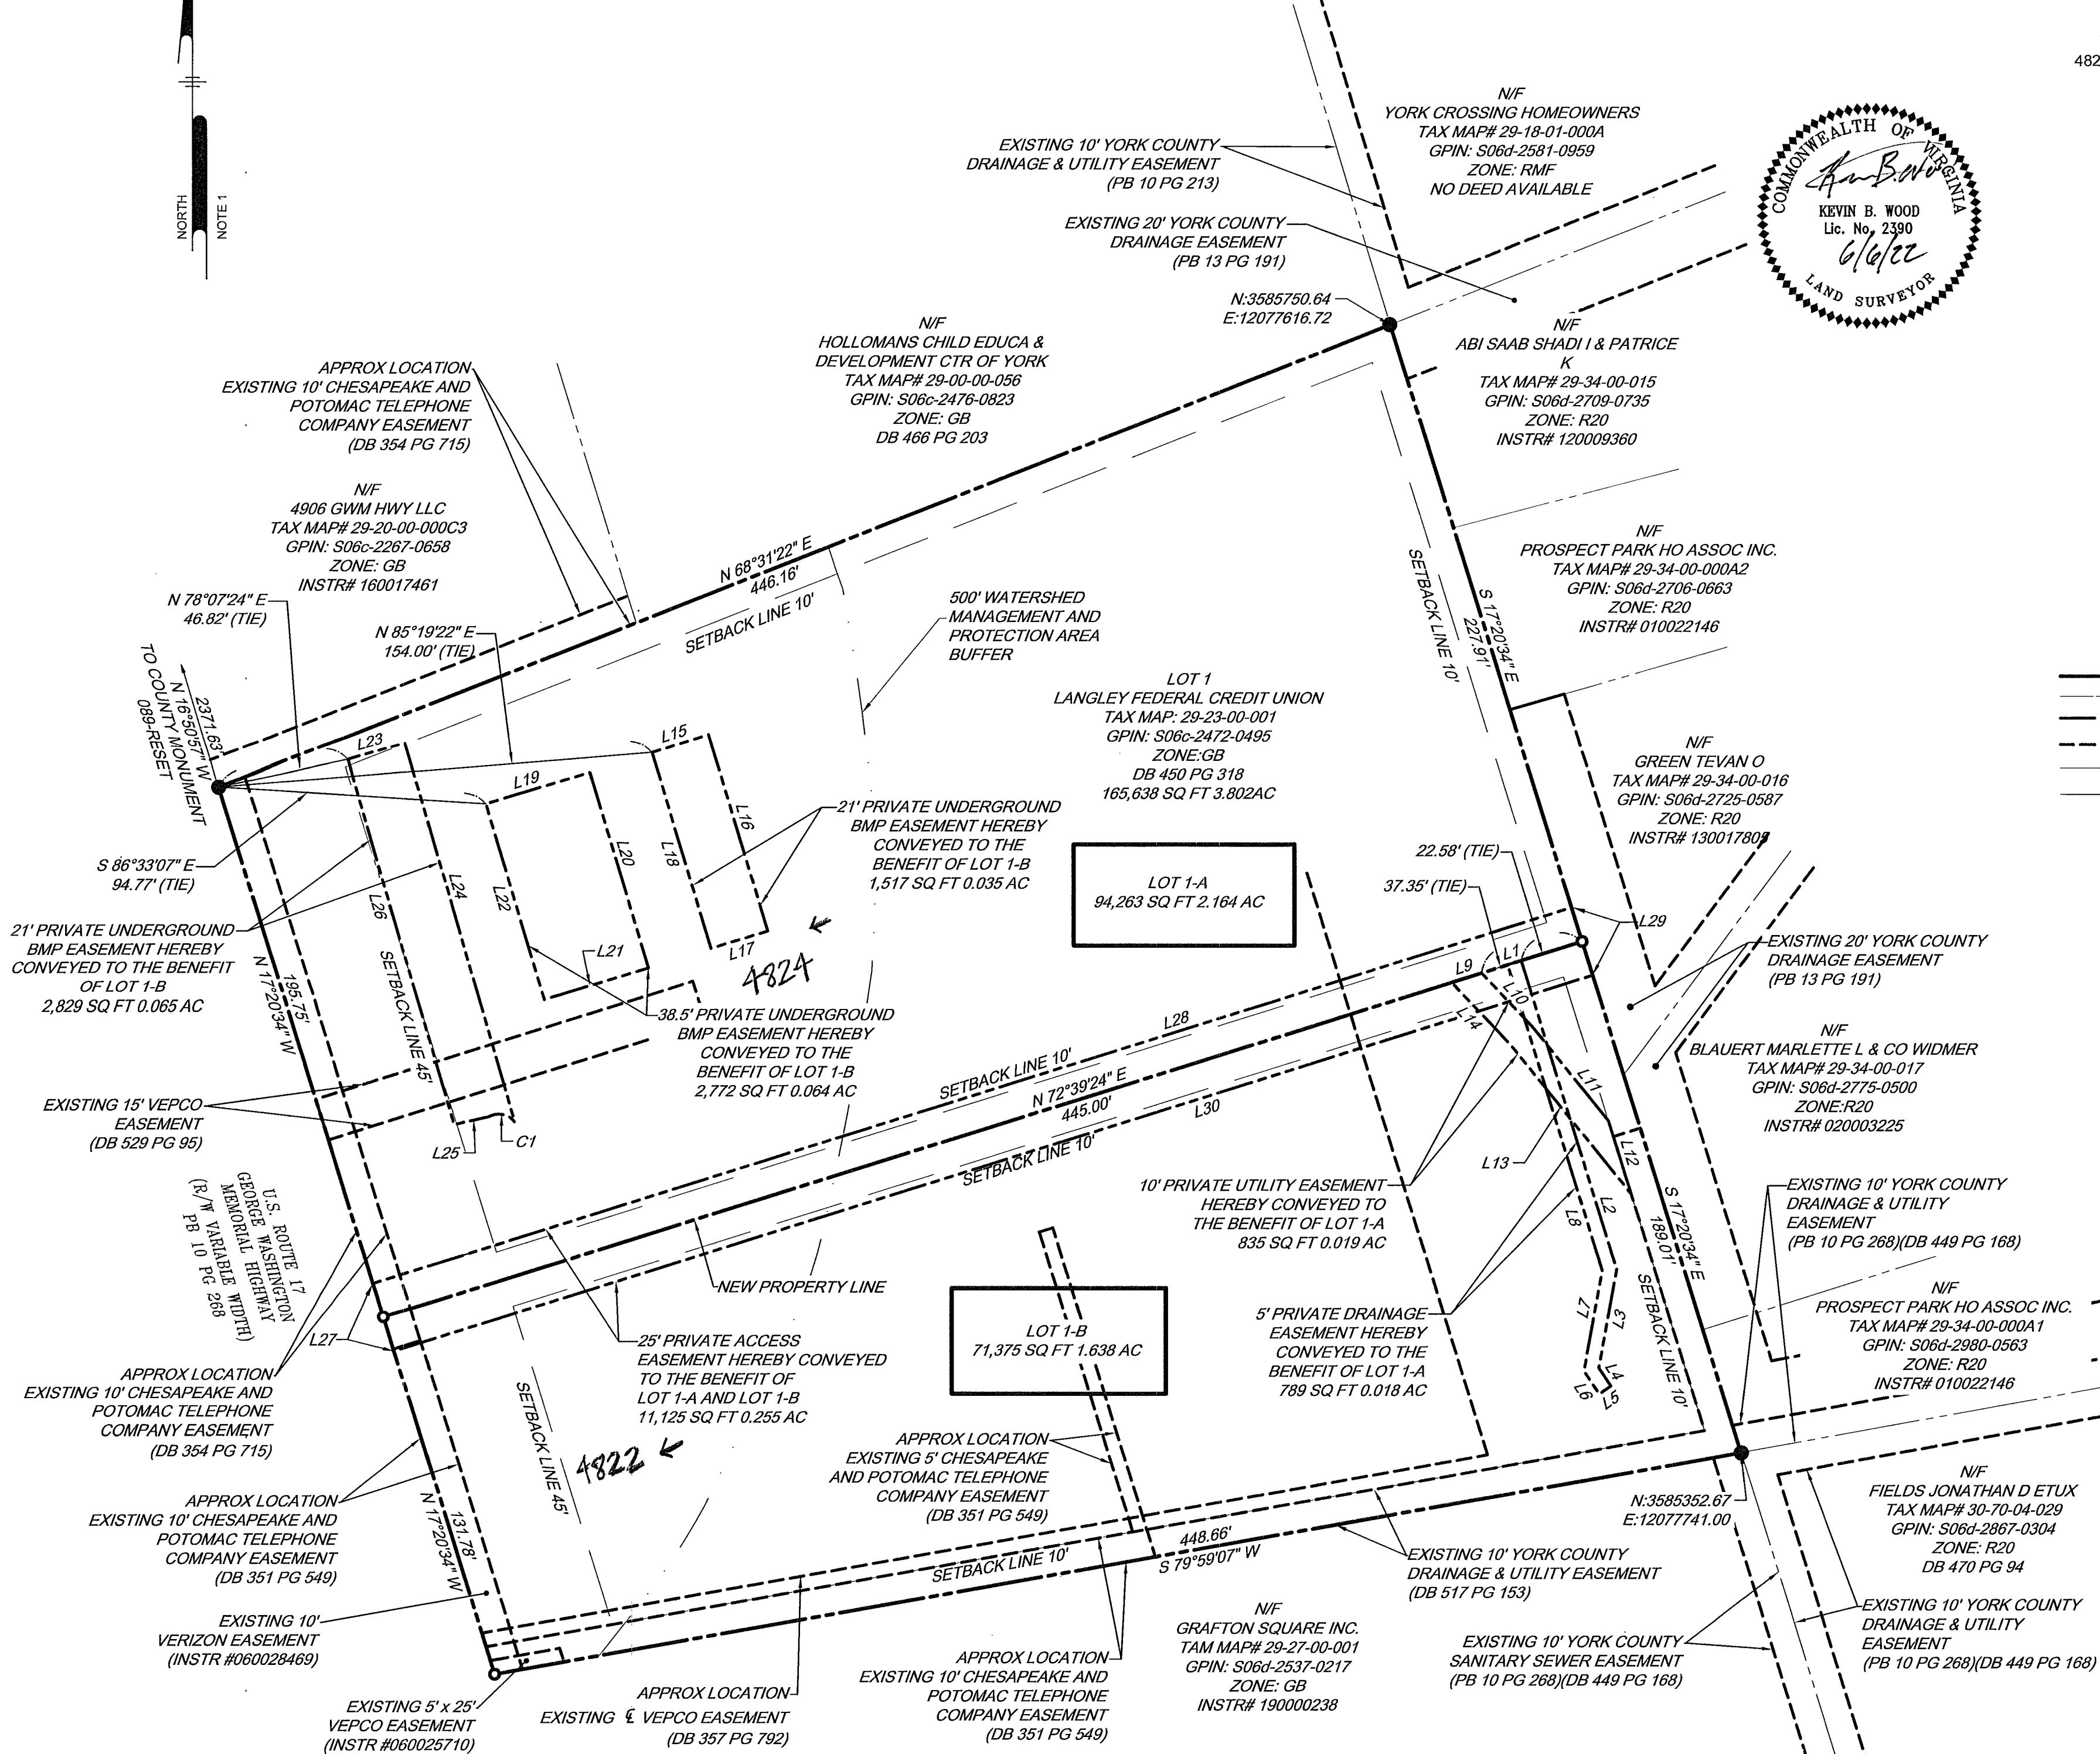 NORTH
NOTE 1
482
N/F
YORK CROSSING HOMEOWNERS
TAX MAP# 29-18-01-000A
GPIN: S06d-2581-0959
ZONE: RMF
NO DEED AVAILABLE
COMMONWEALTH OF VIRGINIA
KEVIN B. WOOD
Lic. No. 2390
6/6/22
LAND SURVEYOR
EXISTING 10' YORK COUNTY
DRAINAGE & UTILITY EASEMENT
(PB 10 PG 213)
EXISTING 20' YORK COUNTY
DRAINAGE EASEMENT
(PB 13 PG 191)
N:3585750.64
E:12077616.72
N/F
HOLLOMANS CHILD EDUCA &
DEVELOPMENT CTR OF YORK
TAX MAP# 29-00-00-056
GPIN: S06c-2476-0823
ZONE: GB
DB 466 PG 203
N/F
ABI SAAB SHADI I & PATRICE
K
TAX MAP# 29-34-00-015
GPIN: S06d-2709-0735
ZONE: R20
INSTR# 120009360
APPROX LOCATION
EXISTING 10' CHESAPEAKE AND
POTOMAC TELEPHONE
COMPANY EASEMENT
(DB 354 PG 715)
N/F
4906 GWM HWY LLC
TAX MAP# 29-20-00-000C3
GPIN: S06c-2267-0658
ZONE: GB
INSTR# 160017461
N/F
PROSPECT PARK HO ASSOC INC.
TAX MAP# 29-34-00-000A2
GPIN: S06d-2706-0663
ZONE: R20
INSTR# 010022146
N 68°31'22" E
446.16'
SETBACK LINE 10'
SETBACK LINE 10'
S 17°20'34" E
227.91'
N 78°07'24" E
46.82' (TIE)
N 85°19'22" E
154.00' (TIE)
500' WATERSHED
MANAGEMENT AND
PROTECTION AREA
BUFFER
2371.63'
N 16°50'57" W
TO COUNTY MONUMENT
089-RESET
LOT 1
LANGLEY FEDERAL CREDIT UNION
TAX MAP: 29-23-00-001
GPIN: S06c-2472-0495
ZONE:GB
DB 450 PG 318
165,638 SQ FT 3.802AC
N/F
GREEN TEVAN O
TAX MAP# 29-34-00-016
GPIN: S06d-2725-0587
ZONE: R20
INSTR# 130017808
L23
L15
L19
L16
L18
L20
L22
L24
L26
L21
L17
21' PRIVATE UNDERGROUND
BMP EASEMENT HEREBY
CONVEYED TO THE
BENEFIT OF LOT 1-B
1,517 SQ FT 0.035 AC
S 86°33'07" E
94.77' (TIE)
LOT 1-A
94,263 SQ FT 2.164 AC
22.58' (TIE)
37.35' (TIE)
L29
21' PRIVATE UNDERGROUND
BMP EASEMENT HEREBY
CONVEYED TO THE BENEFIT
OF LOT 1-B
2,829 SQ FT 0.065 AC
4824
EXISTING 20' YORK COUNTY
DRAINAGE EASEMENT
(PB 13 PG 191)
195.75'
N 17°20'34" W
SETBACK LINE 45'
38.5' PRIVATE UNDERGROUND
BMP EASEMENT HEREBY
CONVEYED TO THE
BENEFIT OF LOT 1-B
2,772 SQ FT 0.064 AC
L9
L1
L10
L14
L28
SETBACK LINE 10'
N 72°39'24" E
445.00'
L30
SETBACK LINE 10'
N/F
BLAUERT MARLETTE L & CO WIDMER
TAX MAP# 29-34-00-017
GPIN: S06d-2775-0500
ZONE:R20
INSTR# 020003225
EXISTING 15' VEPCO
EASEMENT
(DB 529 PG 95)
L25
C1
L11
L12
L13
L2
L8
10' PRIVATE UTILITY EASEMENT
HEREBY CONVEYED TO
THE BENEFIT OF LOT 1-A
835 SQ FT 0.019 AC
S 17°20'34" E
189.01'
EXISTING 10' YORK COUNTY
DRAINAGE & UTILITY
EASEMENT
(PB 10 PG 268)(DB 449 PG 168)
U.S. ROUTE 17
GEORGE WASHINGTON
MEMORIAL HIGHWAY
(R/W VARIABLE WIDTH)
PB 10 PG 268
NEW PROPERTY LINE
L27
L7
L3
L4
L5
L6
SETBACK LINE 10'
LOT 1-B
71,375 SQ FT 1.638 AC
5' PRIVATE DRAINAGE
EASEMENT HEREBY
CONVEYED TO THE
BENEFIT OF LOT 1-A
789 SQ FT 0.018 AC
N/F
PROSPECT PARK HO ASSOC INC.
TAX MAP# 29-34-00-000A1
GPIN: S06d-2980-0563
ZONE: R20
INSTR# 010022146
25' PRIVATE ACCESS
EASEMENT HEREBY CONVEYED
TO THE BENEFIT OF
LOT 1-A AND LOT 1-B
11,125 SQ FT 0.255 AC
APPROX LOCATION
EXISTING 10' CHESAPEAKE AND
POTOMAC TELEPHONE
COMPANY EASEMENT
(DB 354 PG 715)
SETBACK LINE 45'
4822
APPROX LOCATION
EXISTING 5' CHESAPEAKE
AND POTOMAC TELEPHONE
COMPANY EASEMENT
(DB 351 PG 549)
APPROX LOCATION
EXISTING 10' CHESAPEAKE AND
POTOMAC TELEPHONE
COMPANY EASEMENT
(DB 351 PG 549)
131.78'
N 17°20'34" W
N:3585352.67
E:12077741.00
N/F
FIELDS JONATHAN D ETUX
TAX MAP# 30-70-04-029
GPIN: S06d-2867-0304
ZONE: R20
DB 470 PG 94
448.66'
S 79°59'07" W
SETBACK LINE 10'
EXISTING 10' YORK COUNTY
DRAINAGE & UTILITY EASEMENT
(DB 517 PG 153)
EXISTING 10'
VERIZON EASEMENT
(INSTR #060028469)
N/F
GRAFTON SQUARE INC.
TAM MAP# 29-27-00-001
GPIN: S06d-2537-0217
ZONE: GB
INSTR# 190000238
EXISTING 10' YORK COUNTY
SANITARY SEWER EASEMENT
(PB 10 PG 268)(DB 449 PG 168)
EXISTING 10' YORK COUNTY
DRAINAGE & UTILITY
EASEMENT
(PB 10 PG 268)(DB 449 PG 168)
EXISTING 5' x 25'
VEPCO EASEMENT
(INSTR #060025710)
APPROX LOCATION
EXISTING ℄ VEPCO EASEMENT
(DB 357 PG 792)
APPROX LOCATION
EXISTING 10' CHESAPEAKE AND
POTOMAC TELEPHONE
COMPANY EASEMENT
(DB 351 PG 549)